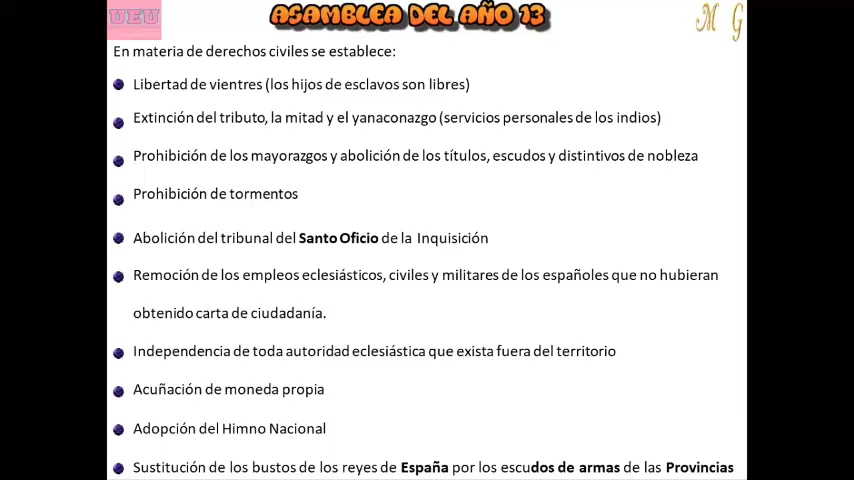 UEU
ASAMBLEA DEL AÑO 13
M G
En materia de derechos civiles se establece:
Libertad de vientres (los hijos de esclavos son libres)
Extinción del tributo, la mitad y el yanaconazgo (servicios personales de los indios)
Prohibición de los mayorazgos y abolición de los títulos, escudos y distintivos de nobleza
Prohibición de tormentos
Abolición del tribunal del Santo Oficio de la Inquisición
Remoción de los empleos eclesiásticos, civiles y militares de los españoles que no hubieran
obtenido carta de ciudadanía.
Independencia de toda autoridad eclesiástica que exista fuera del territorio
Acuñación de moneda propia
Adopción del Himno Nacional
Sustitución de los bustos de los reyes de España por los escudos de armas de las Provincias